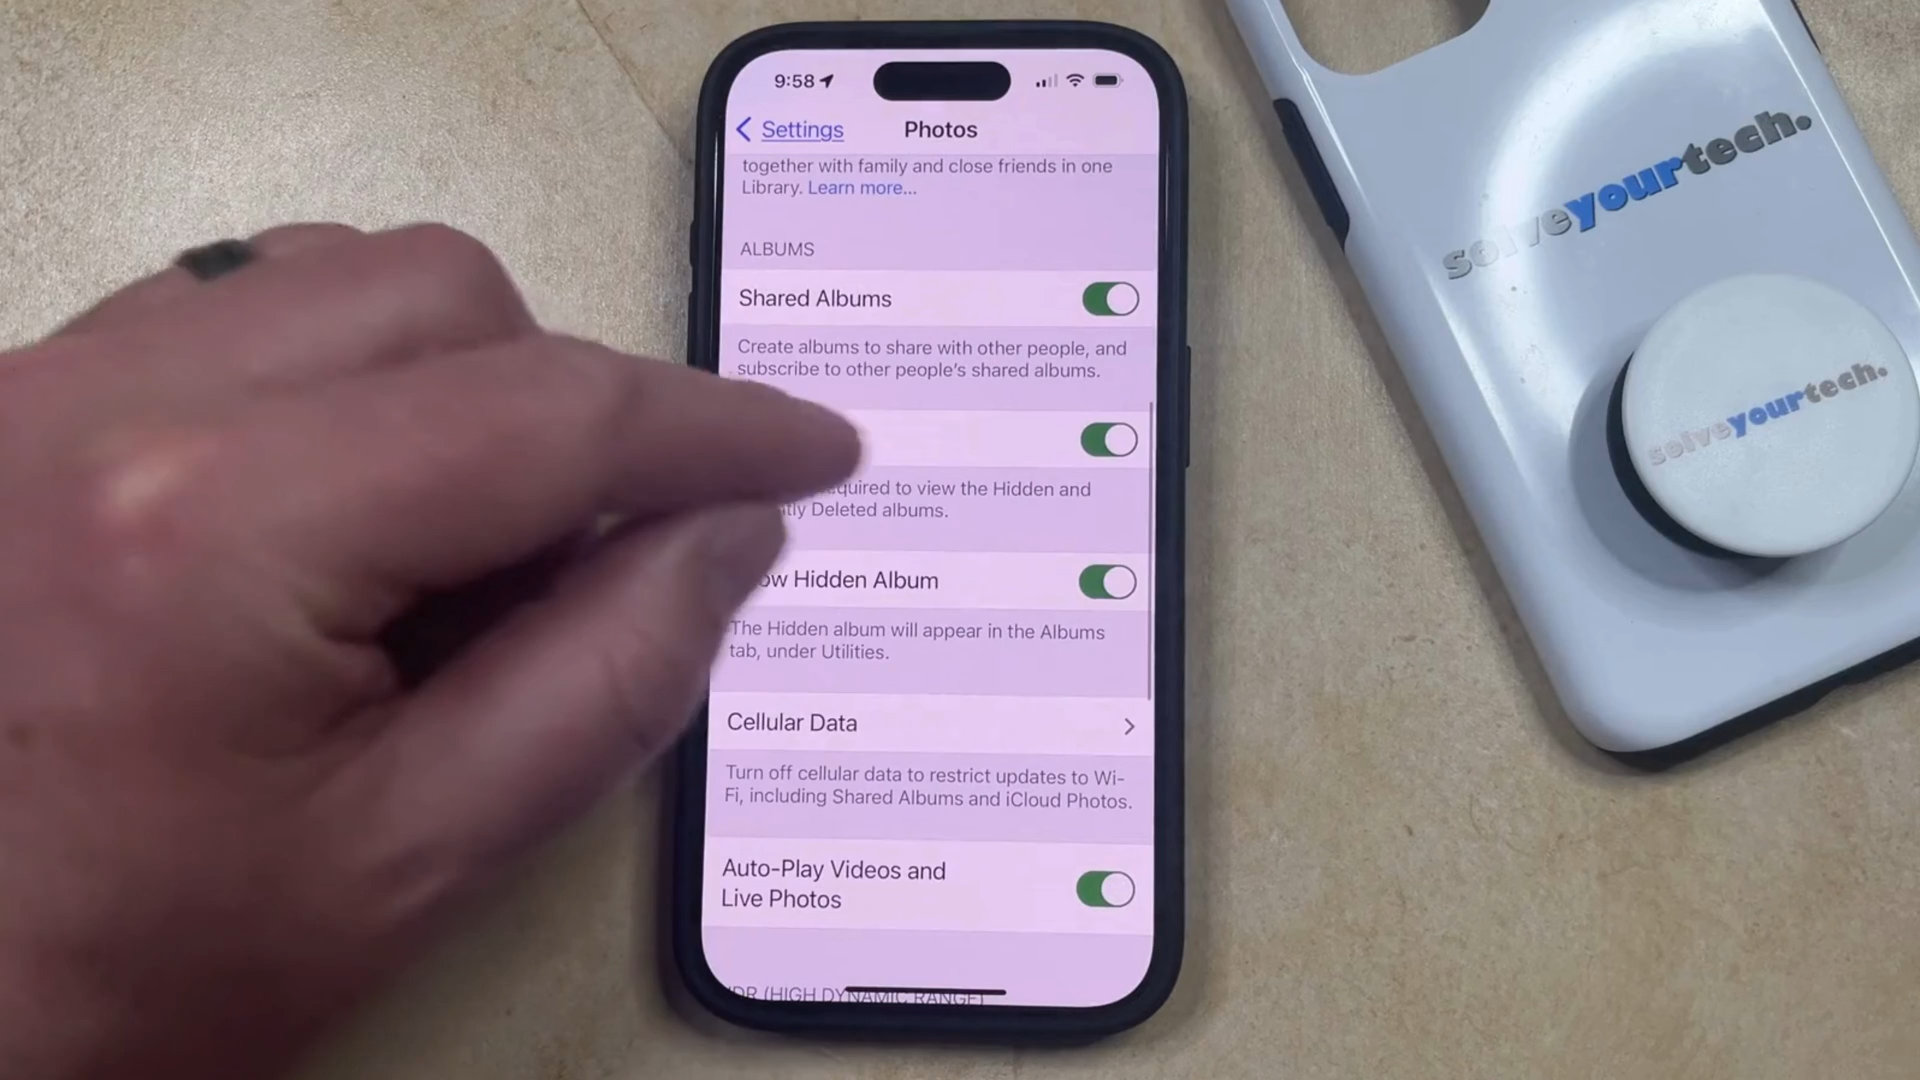 9:58
Settings
Photos
together with family and close friends in one
Library. Learn more...
ALBUMS
Shared Albums
Create albums to share with other people, and
subscribe to other people's shared albums.
to view the Hidden and
Deleted albums.
Hidden Album
The Hidden album will appear in the Albums
tab, under Utilities.
Cellular Data
Turn off cellular data to restrict updates to Wi-
Fi, including Shared Albums and iCloud Photos.
Auto-Play Videos and
Live Photos
(HIGH DYNAMIC RANGE)
solveyourtech.
solveyourtech.